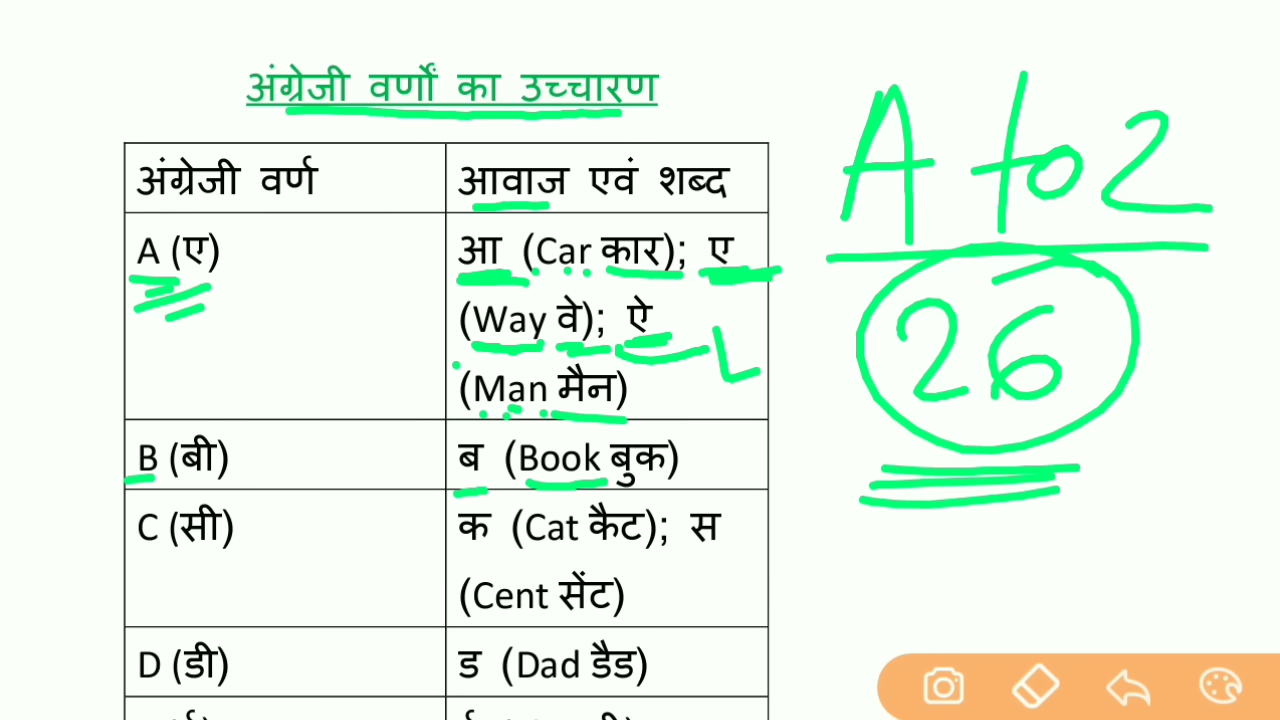 अंग्रेजी वर्णों का उच्चारण
अंग्रेजी वर्ण
आवाज एवं शब्द
A (ए)
आ (Car कार); ए
(Way वे); ऐ
(Man मैन)
B (बी)
ब (Book बुक)
C (सी)
क (Cat कैट); स
(Cent सेंट)
D (डी)
ड (Dad डैड)
A to Z
26